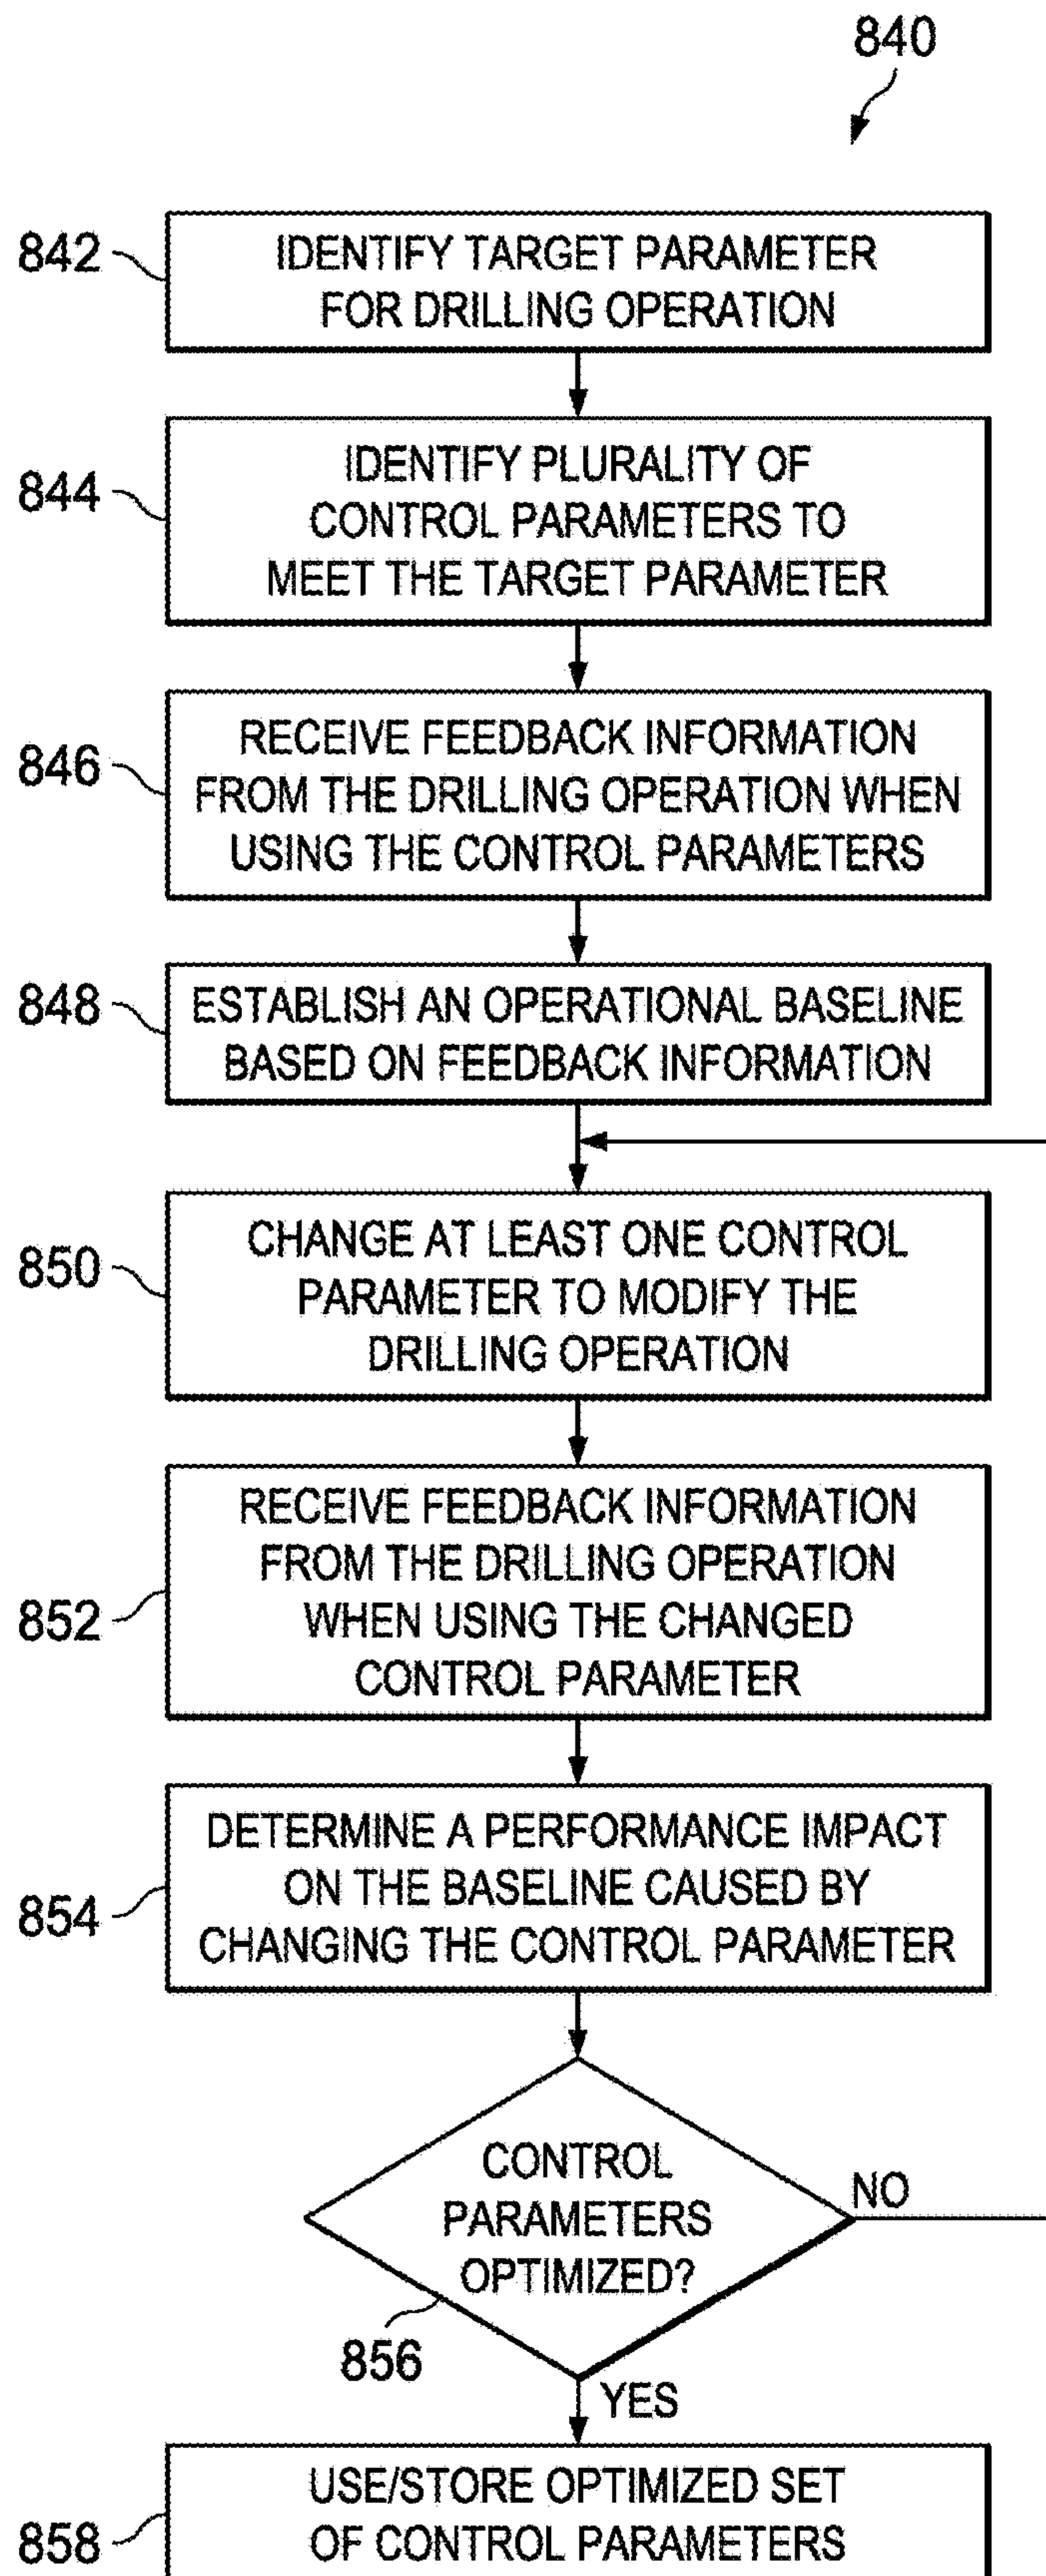 840
842
IDENTIFY TARGET PARAMETER
FOR DRILLING OPERATION
844
IDENTIFY PLURALITY OF
CONTROL PARAMETERS TO
MEET THE TARGET PARAMETER
846
RECEIVE FEEDBACK INFORMATION
FROM THE DRILLING OPERATION WHEN
USING THE CONTROL PARAMETERS
848
ESTABLISH AN OPERATIONAL BASELINE
BASED ON FEEDBACK INFORMATION
850
CHANGE AT LEAST ONE CONTROL
PARAMETER TO MODIFY THE
DRILLING OPERATION
852
RECEIVE FEEDBACK INFORMATION
FROM THE DRILLING OPERATION
WHEN USING THE CHANGED
CONTROL PARAMETER
854
DETERMINE A PERFORMANCE IMPACT
ON THE BASELINE CAUSED BY
CHANGING THE CONTROL PARAMETER
CONTROL
PARAMETERS
OPTIMIZED?
NO
856
YES
858
USE/STORE OPTIMIZED SET
OF CONTROL PARAMETERS